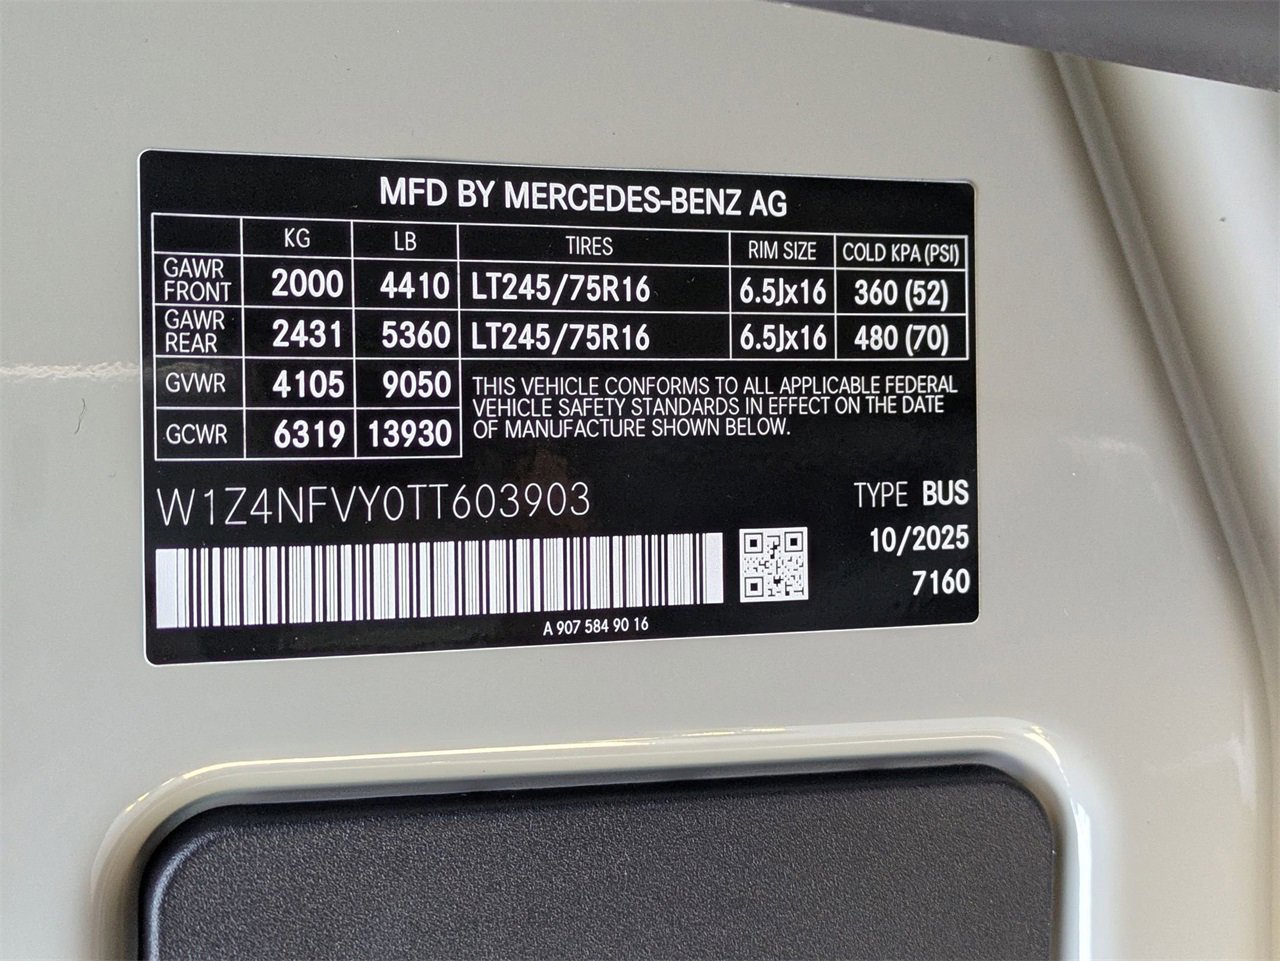 MFD BY MERCEDES-BENZ AG
KG LB TIRES RIM SIZE COLD KPA (PSI)
GAWR FRONT 2000 4410 LT245/75R16 6.5Jx16 360 (52)
GAWR REAR 2431 5360 LT245/75R16 6.5Jx16 480 (70)
GVWR 4105 9050
GCWR 6319 13930
THIS VEHICLE CONFORMS TO ALL APPLICABLE FEDERAL
VEHICLE SAFETY STANDARDS IN EFFECT ON THE DATE
OF MANUFACTURE SHOWN BELOW.
W1Z4NFVY0TT603903
TYPE BUS
10/2025
7160
A 907 584 90 16